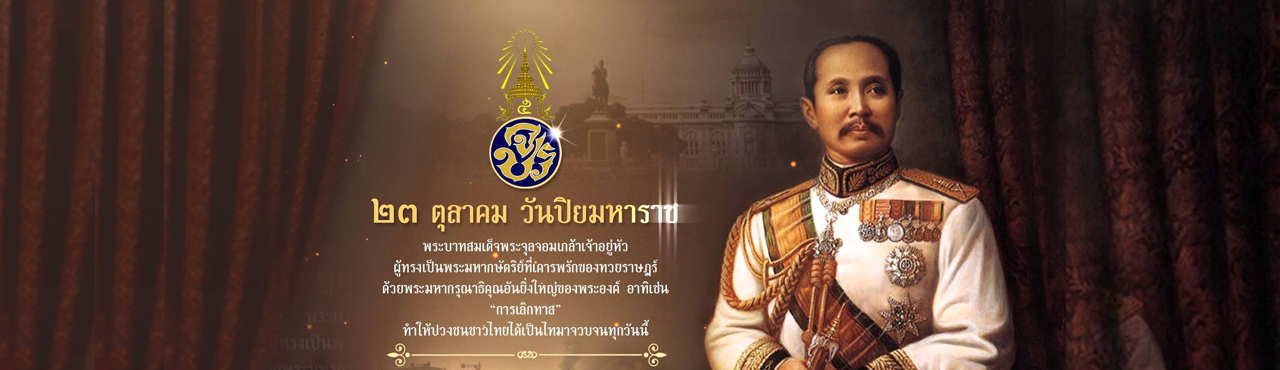 ๕
จปร
๒๓ ตุลาคม วันปิยมหาราช
พระบาทสมเด็จพระจุลจอมเกล้าเจ้าอยู่หัว
ผู้ทรงเป็นพระมหากษัตริย์ที่เคารพรักของทวยราษฎร์
ด้วยพระมหากรุณาธิคุณอันยิ่งใหญ่ของพระองค์ อาทิเช่น
“การเลิกทาส”
ทำให้ปวงชนชาวไทยได้เป็นไทมาจวบจนทุกวันนี้